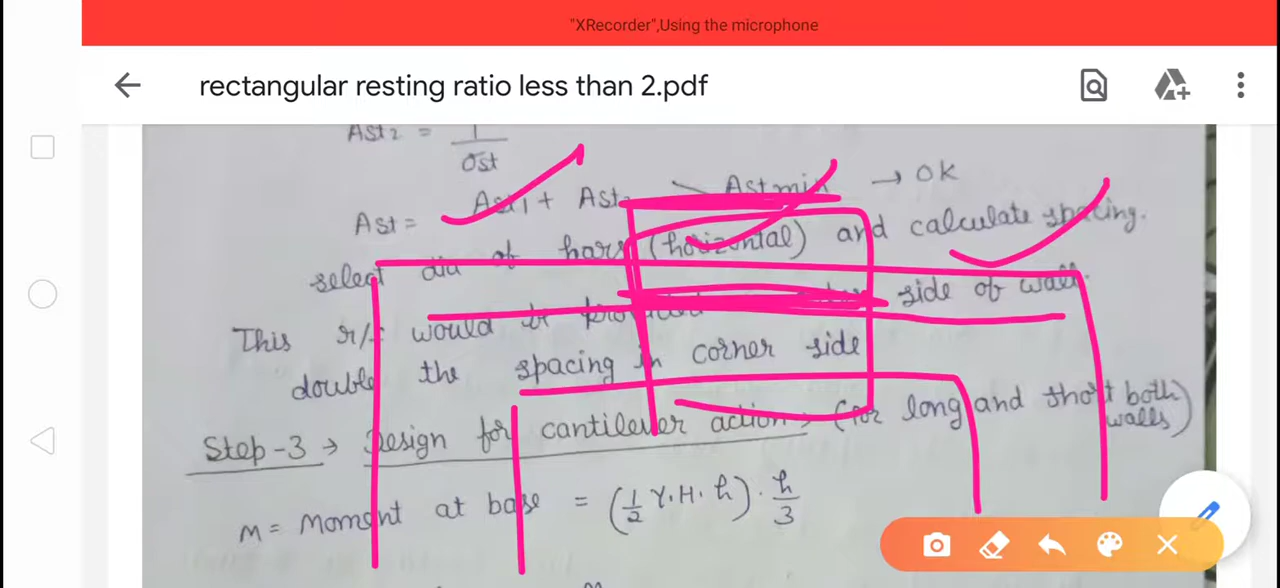 "XRecorder",Using the microphone
rectangular resting ratio less than 2.pdf
Ast2 = 1
σst
Ast = Ast1 + Ast Astmin → OK
select dia of bars (horizontal) and calculate spacing.
This r/f would be side of wall
double the spacing in corner side
Step-3 → Design for cantilever action: (for long and short both walls)
M = Moment at base = (1/2 γ.H.h) . h/3